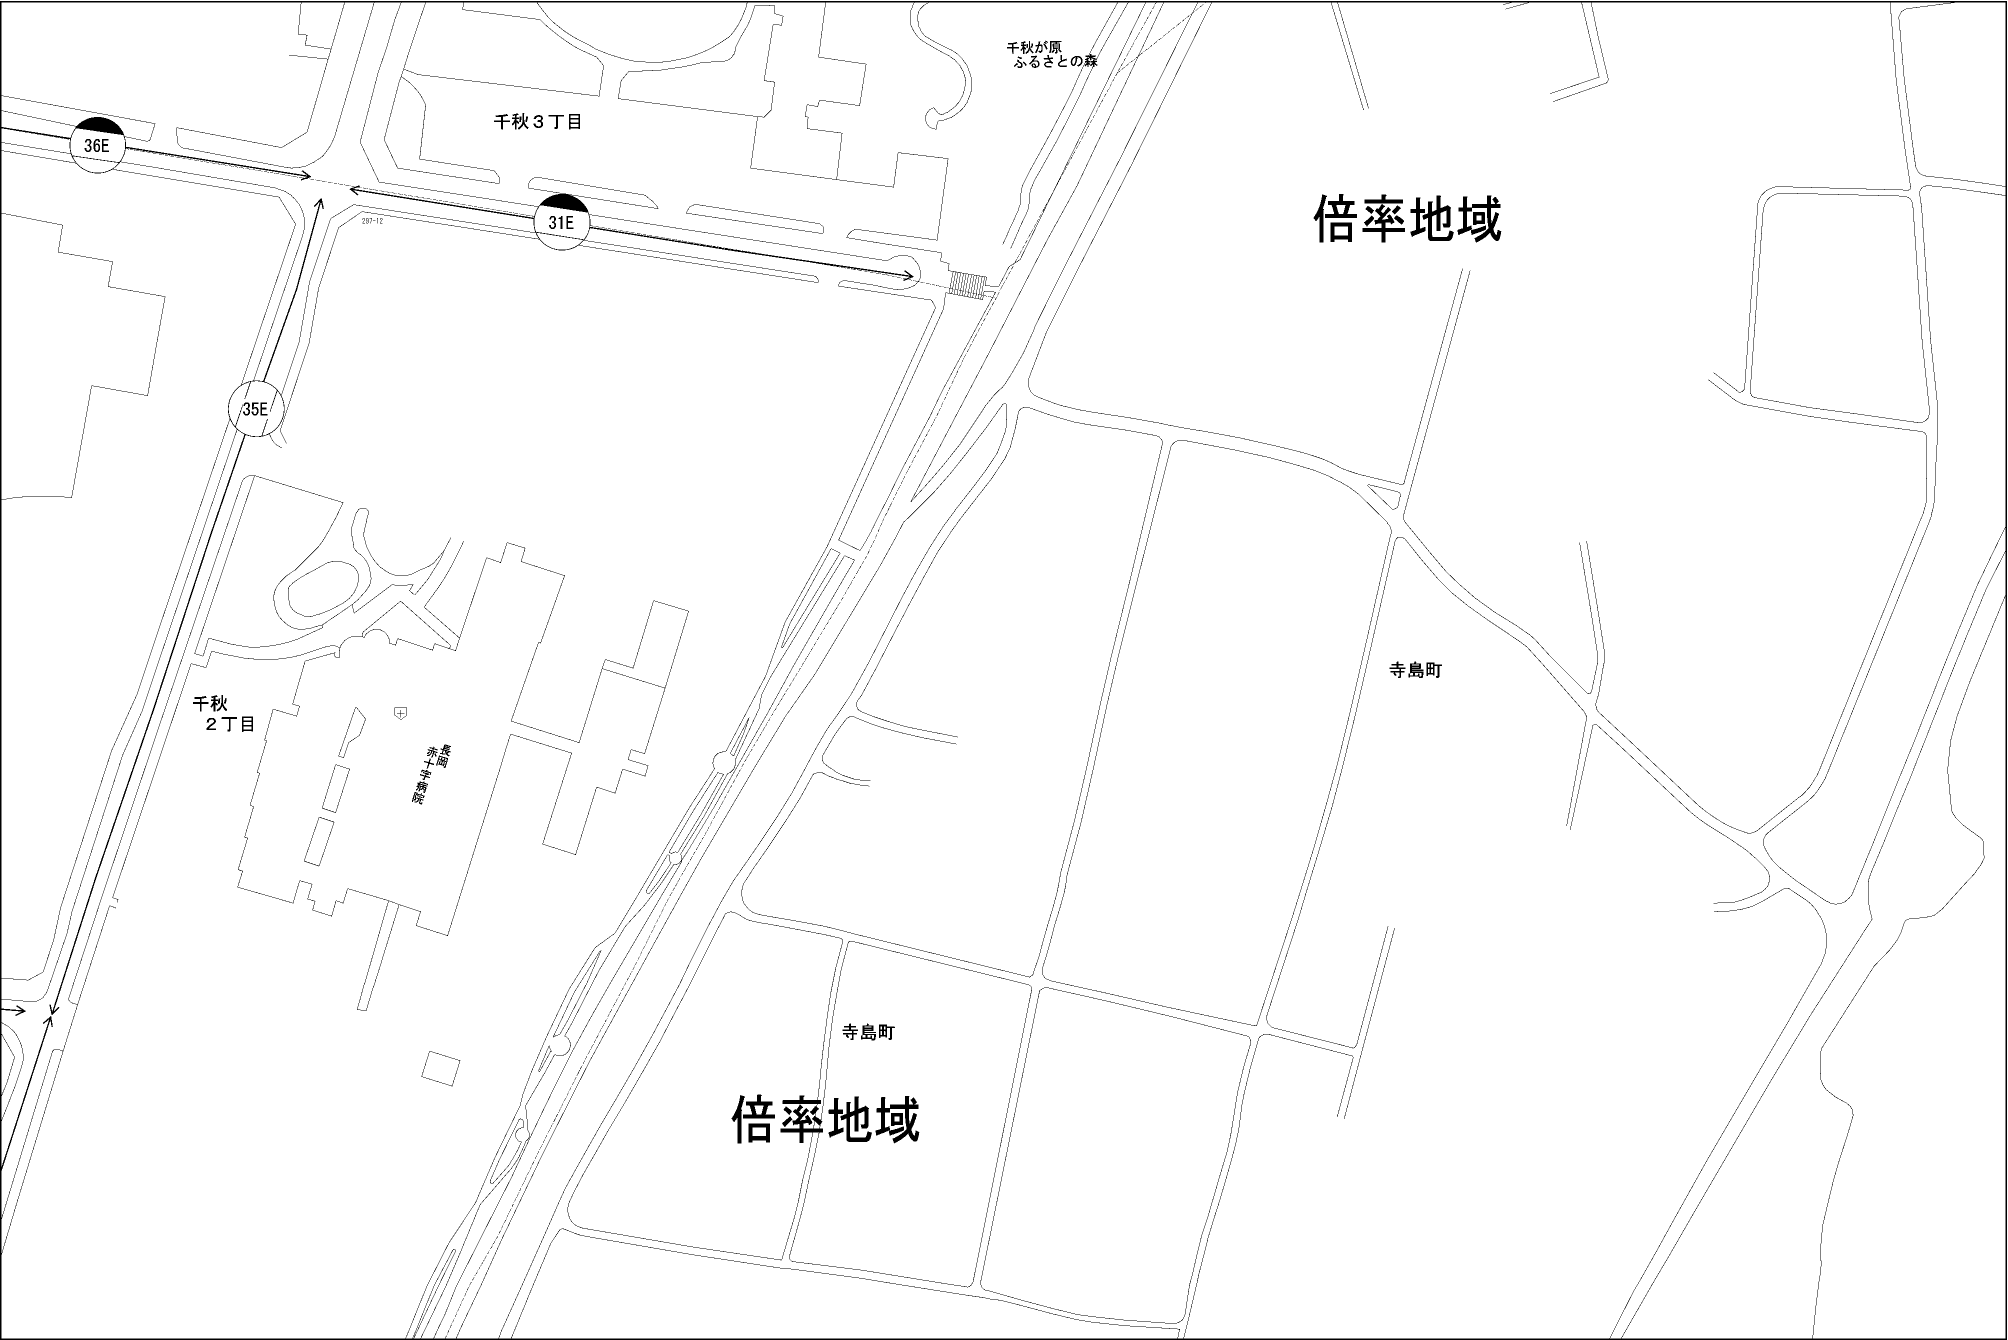 千秋が原
ふるさとの森
千秋３丁目
36E
297-12
31E
倍率地域
35E
寺島町
千秋
２丁目
長岡
赤十字病院
寺島町
倍率地域